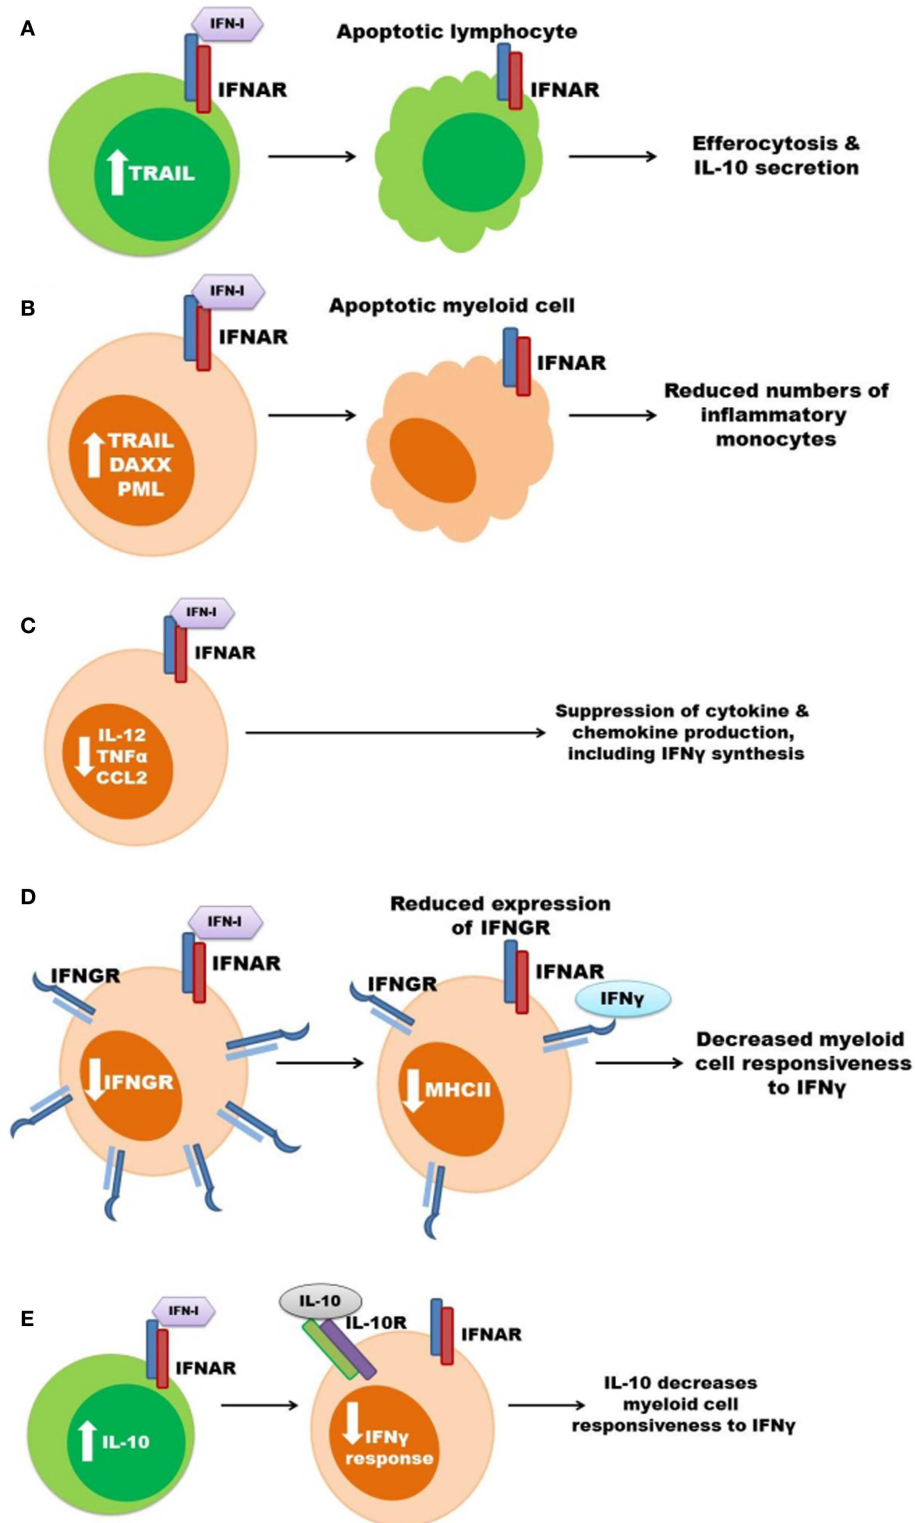 A
IFN-I
IFNAR
TRAIL
Apoptotic lymphocyte
IFNAR
Efferocytosis &
IL-10 secretion
B
IFN-I
IFNAR
TRAIL
DAXX
PML
Apoptotic myeloid cell
IFNAR
Reduced numbers of
inflammatory
monocytes
C
IFN-I
IFNAR
IL-12
TNFα
CCL2
Suppression of cytokine &
chemokine production,
including IFNγ synthesis
D
IFN-I
IFNAR
IFNGR
IFNGR
Reduced expression
of IFNGR
IFNAR
IFNGR
IFNγ
MHCII
Decreased myeloid
cell responsiveness
to IFNγ
E
IFN-I
IFNAR
IL-10
IL-10
IL-10R
IFNAR
IFNγ
response
IL-10 decreases
myeloid cell
responsiveness to IFNγ